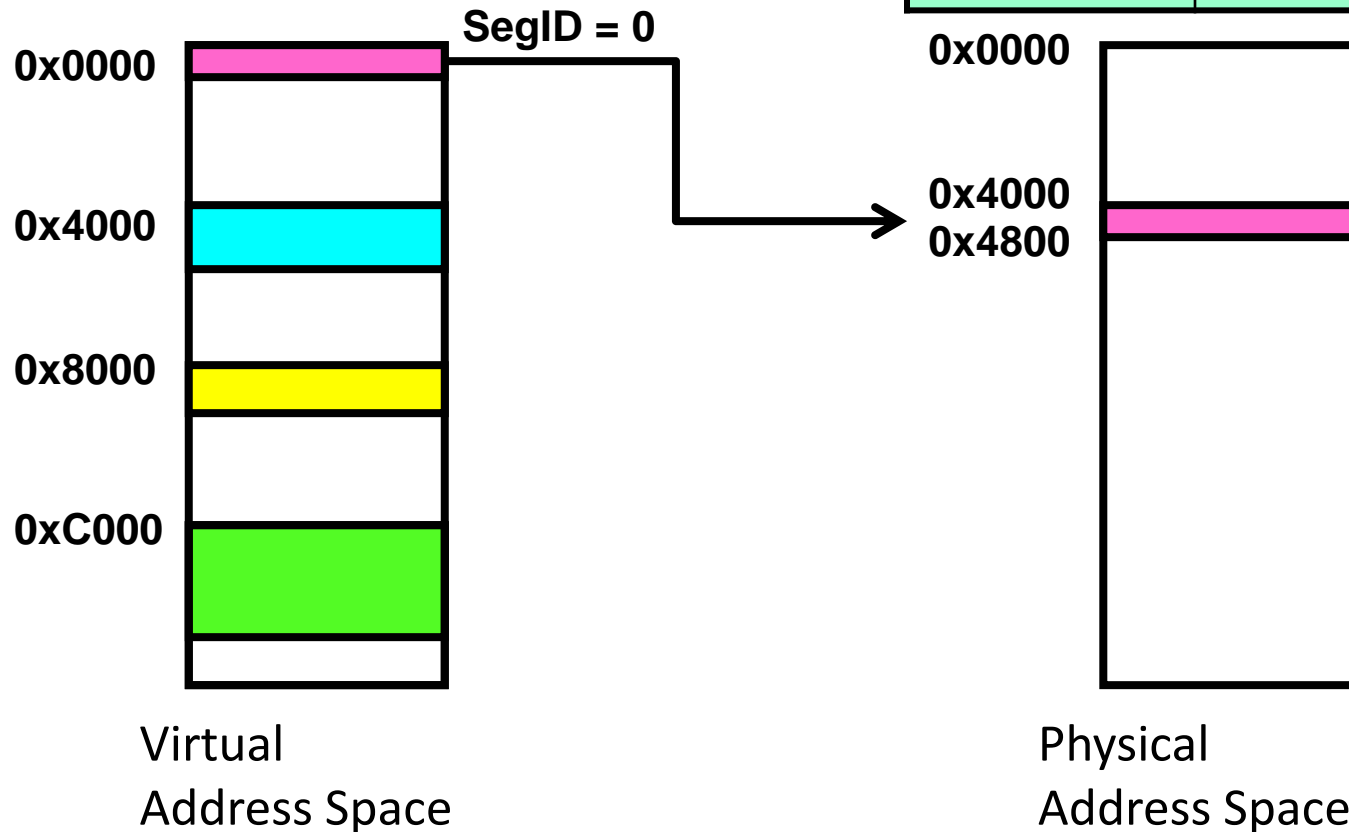 SegID = 0
0x0000
0x4000
0x8000
0xC000
0x0000
0x4000
0x4800
Virtual
Address Space
Physical
Address Space